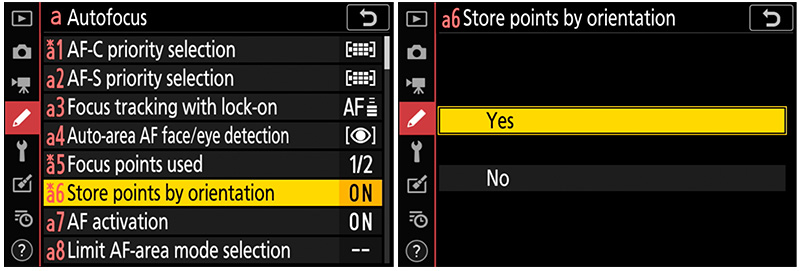 a Autofocus
*a1 AF-C priority selection
a2 AF-S priority selection
a3 Focus tracking with lock-on AF
a4 Auto-area AF face/eye detection
*a5 Focus points used 1/2
*a6 Store points by orientation ON
a7 AF activation ON
a8 Limit AF-area mode selection --
?
a6 Store points by orientation
Yes
No
?